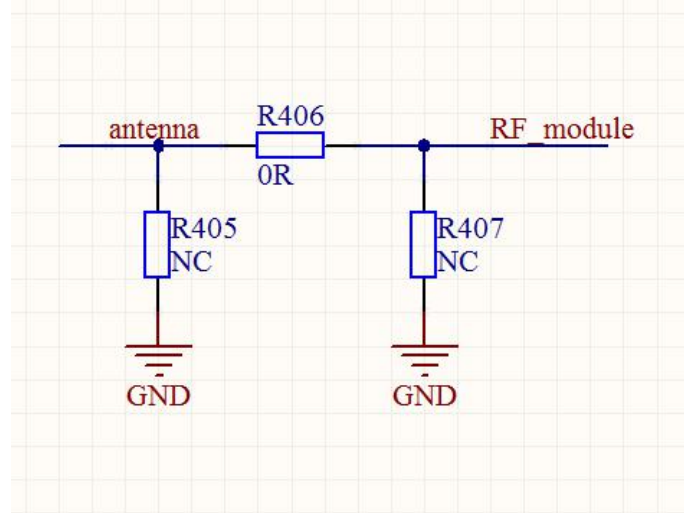 R406
antenna
RF_module
0R
R405
R407
NC
NC
GND
GND